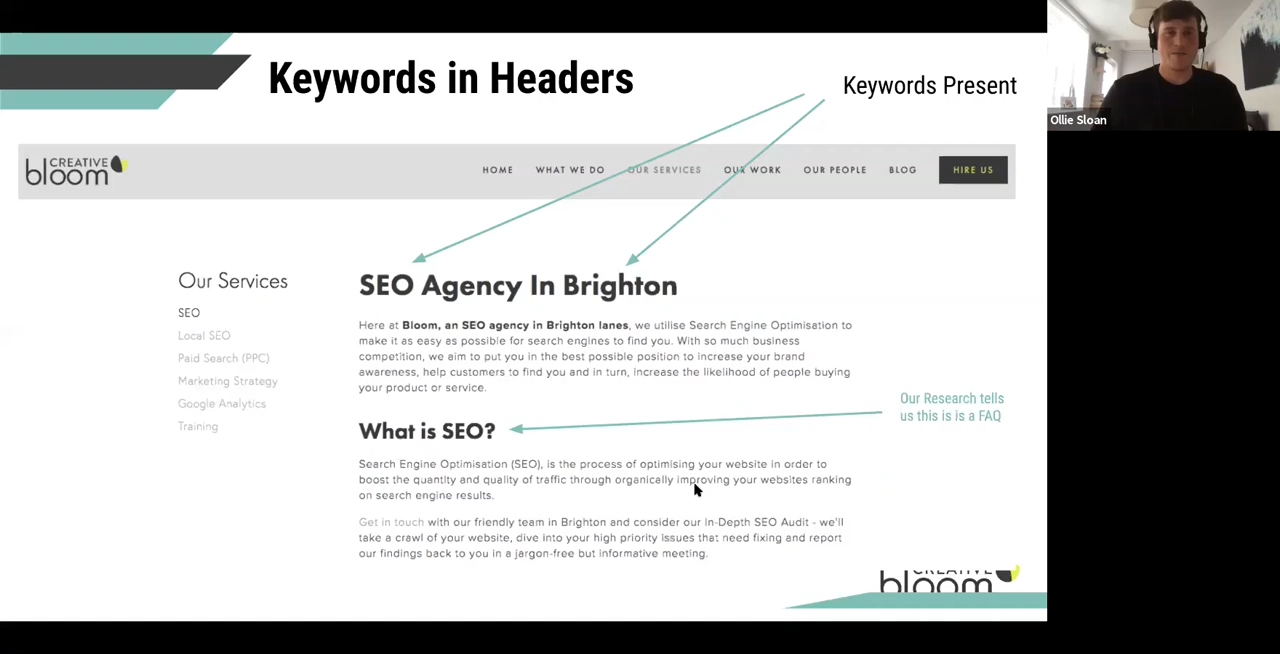 Keywords in Headers
Keywords Present
Ollie Sloan
CREATIVE
bloom
HOME WHAT WE DO OUR SERVICES OUR WORK OUR PEOPLE BLOG HIRE US
Our Services
SEO
Local SEO
Paid Search (PPC)
Marketing Strategy
Google Analytics
Training
SEO Agency In Brighton
Here at Bloom, an SEO agency in Brighton lanes, we utilise Search Engine Optimisation to
make it as easy as possible for search engines to find you. With so much business
competition, we aim to put you in the best possible position to increase your brand
awareness, help customers to find you and in turn, increase the likelihood of people buying
your product or service.
Our Research tells
us this is is a FAQ
What is SEO?
Search Engine Optimisation (SEO), is the process of optimising your website in order to
boost the quantity and quality of traffic through organically improving your websites ranking
on search engine results.
Get in touch with our friendly team in Brighton and consider our In-Depth SEO Audit - we'll
take a crawl of your website, dive into your high priority issues that need fixing and report
our findings back to you in a jargon-free but informative meeting.
CREATIVE
bloom